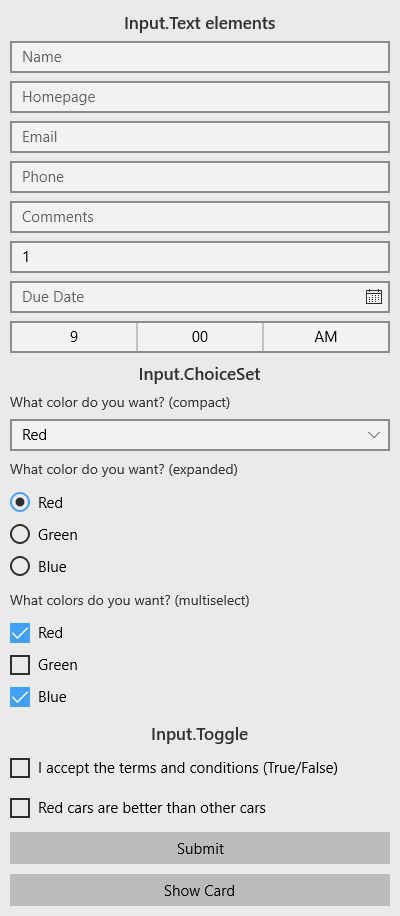 Input.Text elements
Name
Homepage
Email
Phone
Comments
1
Due Date
9 00 AM
Input.ChoiceSet
What color do you want? (compact)
Red
What color do you want? (expanded)
Red
Green
Blue
What colors do you want? (multiselect)
Red
Green
Blue
Input.Toggle
I accept the terms and conditions (True/False)
Red cars are better than other cars
Submit
Show Card